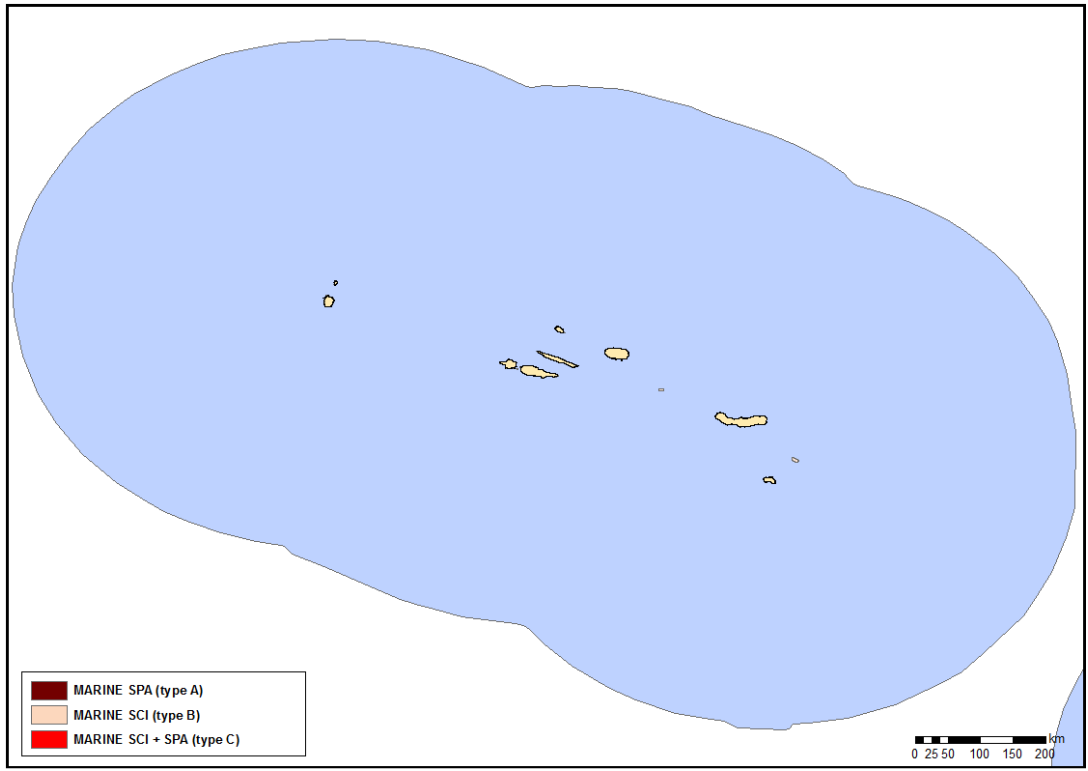 MARINE SPA (type A)
MARINE SCI (type B)
MARINE SCI + SPA (type C)
km
0 25 50 100 150 200